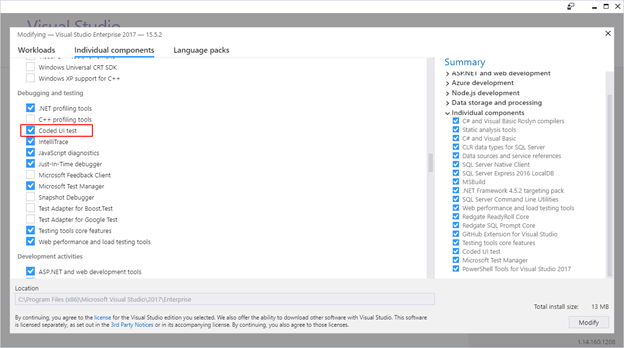 Visual Studio
Modifying — Visual Studio Enterprise 2017 — 15.5.2
Workloads
Individual components
Language packs
Windows Universal CRT SDK
Windows XP support for C++
Debugging and testing
.NET profiling tools
C++ profiling tools
Coded UI test
IntelliTrace
JavaScript diagnostics
Just-In-Time debugger
Microsoft Feedback Client
Microsoft Test Manager
Snapshot Debugger
Test Adapter for Boost.Test
Test Adapter for Google Test
Testing tools core features
Web performance and load testing tools
Development activities
ASP.NET and web development tools
Summary
ASP.NET and web development
Azure development
Node.js development
Data storage and processing
Individual components
C# and Visual Basic Roslyn compilers
Static analysis tools
C# and Visual Basic
CLR data types for SQL Server
Data sources and service references
SQL Server Native Client
SQL Server Express 2016 LocalDB
MSBuild
.NET Framework 4.5.2 targeting pack
SQL Server Command Line Utilities
Web performance and load testing tools
Redgate ReadyRoll Core
Redgate SQL Prompt Core
GitHub Extension for Visual Studio
Testing tools core features
Coded UI test
Microsoft Test Manager
PowerShell Tools for Visual Studio 2017
Location
C:\Program Files (x86)\Microsoft Visual Studio\2017\Enterprise
Total install size: 13 MB
By continuing, you agree to the license for the Visual Studio edition you selected. We also offer the ability to download other software with Visual Studio. This software
is licensed separately, as set out in the 3rd Party Notices or in its accompanying license. By continuing, you also agree to those licenses.
Modify
1.14.160.1208